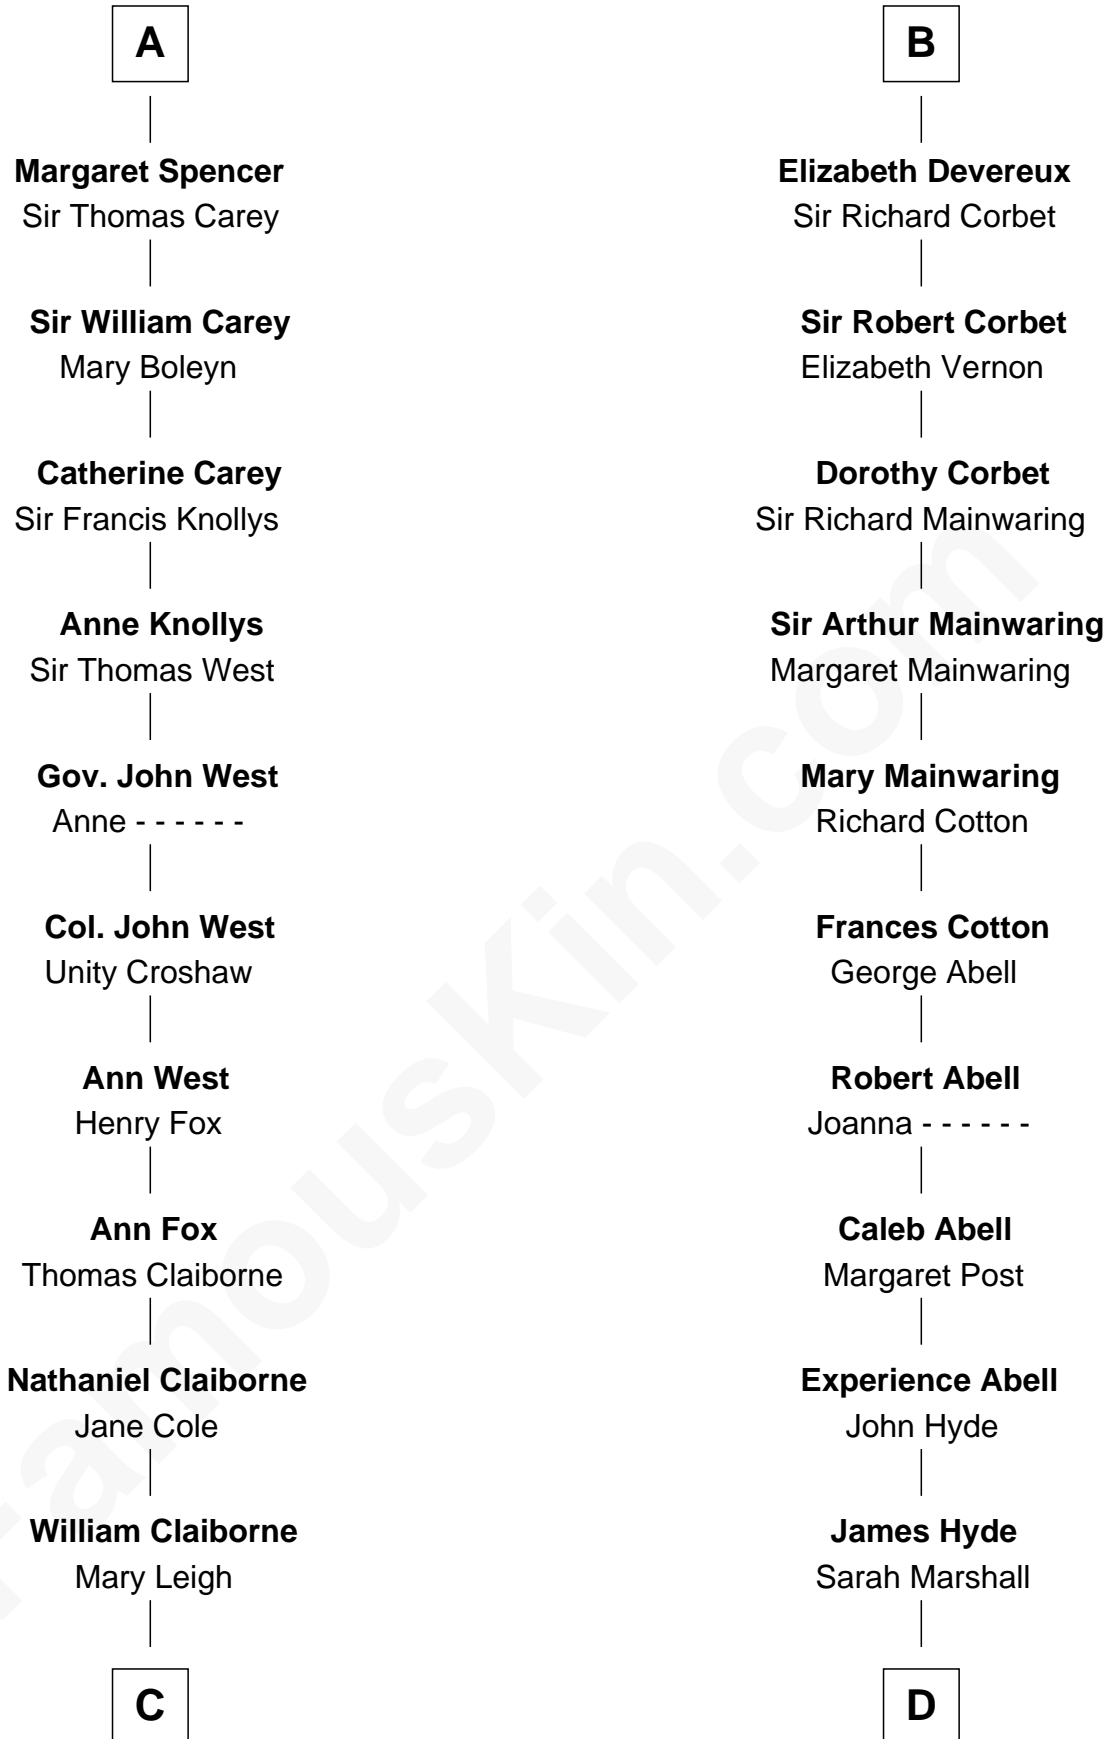 A
Margaret Spencer
Sir Thomas Carey
Sir William Carey
Mary Boleyn
Catherine Carey
Sir Francis Knollys
Anne Knollys
Sir Thomas West
Gov. John West
Anne - - - - - -
Col. John West
Unity Croshaw
Ann West
Henry Fox
Ann Fox
Thomas Claiborne
Nathaniel Claiborne
Jane Cole
William Claiborne
Mary Leigh
C
B
Elizabeth Devereux
Sir Richard Corbet
Sir Robert Corbet
Elizabeth Vernon
Dorothy Corbet
Sir Richard Mainwaring
Sir Arthur Mainwaring
Margaret Mainwaring
Mary Mainwaring
Richard Cotton
Frances Cotton
George Abell
Robert Abell
Joanna - - - - - -
Caleb Abell
Margaret Post
Experience Abell
John Hyde
James Hyde
Sarah Marshall
D
FamousKin.com